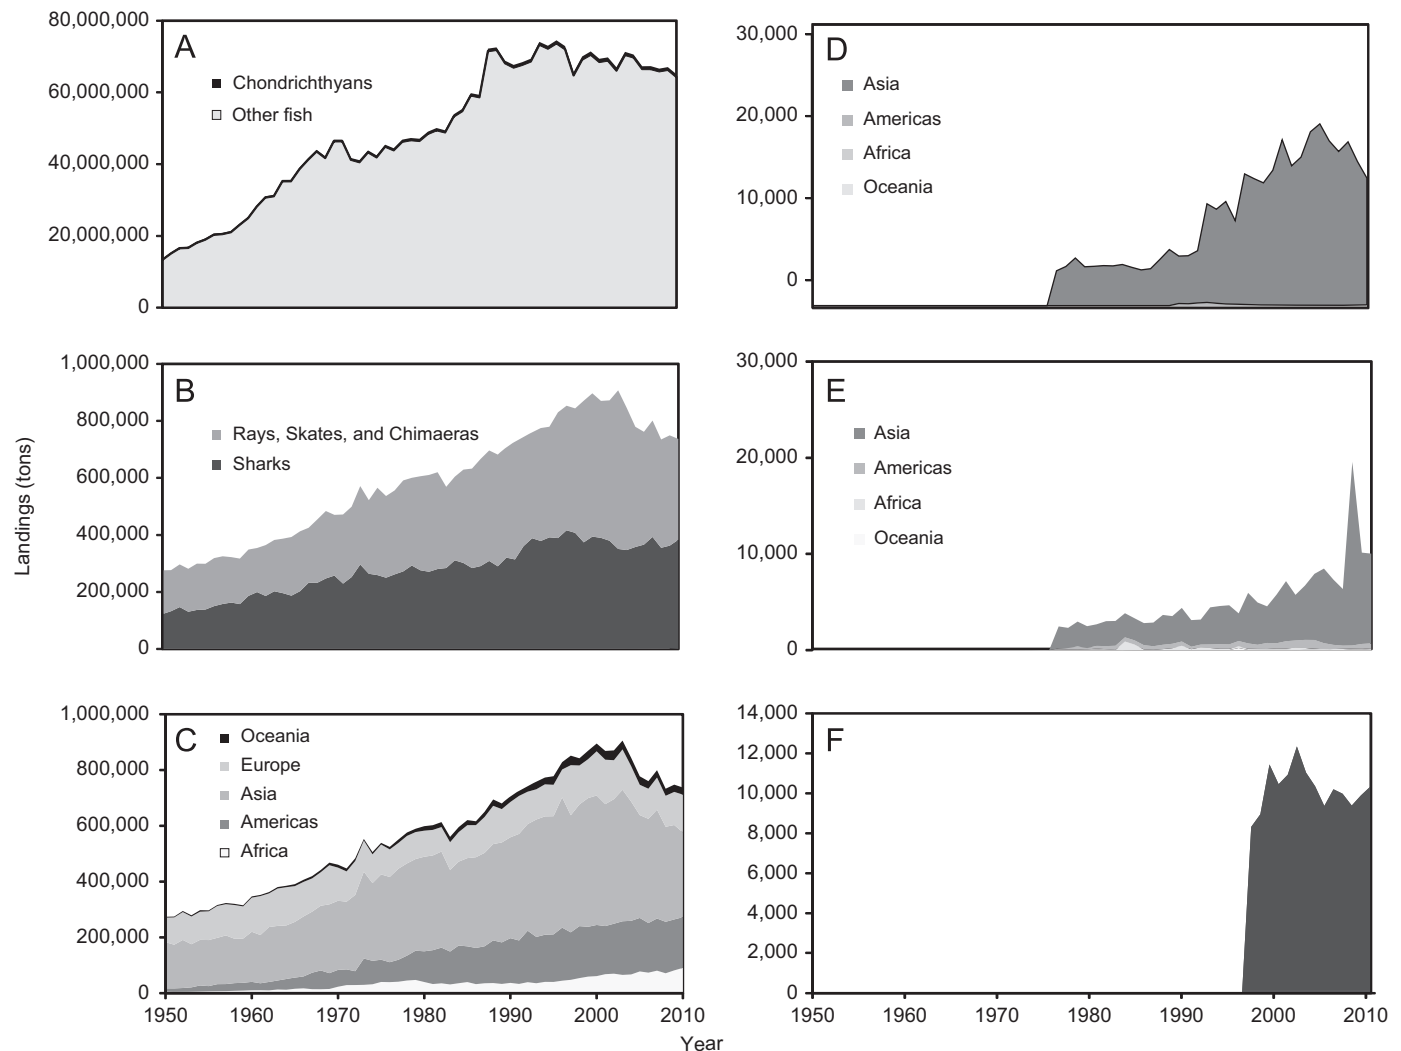 80,000,000
60,000,000
40,000,000
20,000,000
0
A
Chondrichthyans
Other fish
30,000
20,000
10,000
0
D
Asia
Americas
Africa
Oceania
1,000,000
800,000
600,000
400,000
200,000
0
B
Rays, Skates, and Chimaeras
Sharks
30,000
20,000
10,000
0
E
Asia
Americas
Africa
Oceania
Landings (tons)
1,000,000
800,000
600,000
400,000
200,000
0
C
Oceania
Europe
Asia
Americas
Africa
1950 1960 1970 1980 1990 2000 2010
14,000
12,000
10,000
8,000
6,000
4,000
2,000
0
F
1950 1960 1970 1980 1990 2000 2010
Year